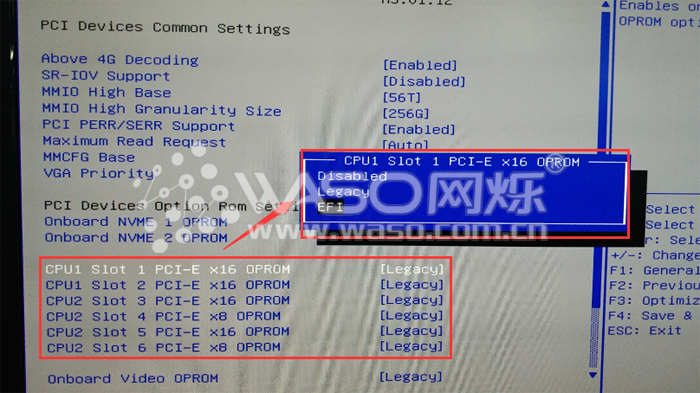 PCI Devices Common Settings
Enables
OPROM
Above 4G Decoding [Enabled]
SR-IOV Support [Disabled]
MMIO High Base [56T]
MMIO High Granularity Size [256G]
PCI PERR/SERR Support [Enabled]
Maximum Read Request [Auto]
MMCFG Base
VGA Priority
CPU1 Slot 1 PCI-E x16 OPROM
Disabled
Legacy
EFI
WASO网烁®
www.waso.com.cn
PCI Devices Option Rom
Onboard NVME 1 OPROM
Onboard NVME 2 OPROM
CPU1 Slot 1 PCI-E x16 OPROM [Legacy]
CPU1 Slot 2 PCI-E x16 OPROM [Legacy]
CPU2 Slot 3 PCI-E x16 OPROM [Legacy]
CPU2 Slot 4 PCI-E x8 OPROM [Legacy]
CPU2 Slot 5 PCI-E x16 OPROM [Legacy]
CPU2 Slot 6 PCI-E x8 OPROM [Legacy]
Onboard Video OPROM [Legacy]
Select
Select
: Select
+/-: Change
F1: General
F2: Previou
F3: Optimiz
F4: Save &
ESC: Exit